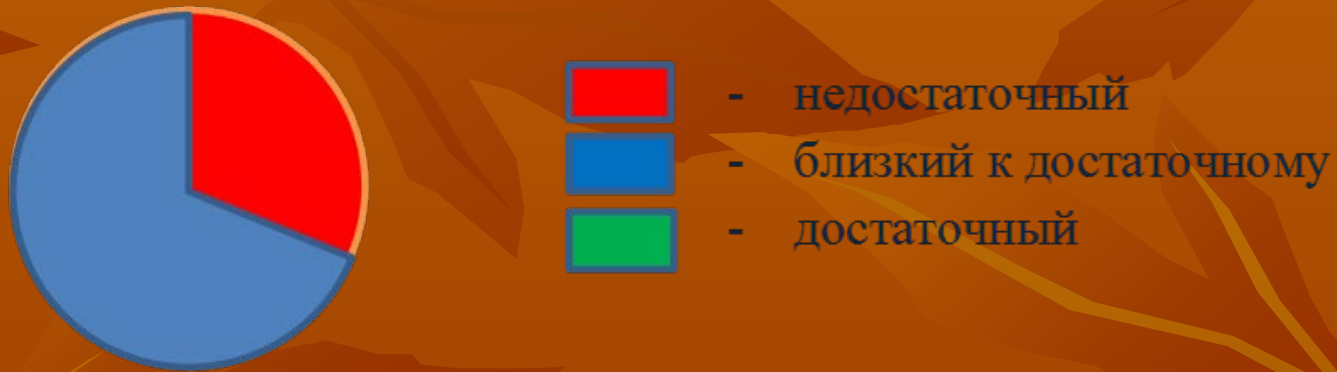 - недостаточный
- близкий к достаточному
- достаточный